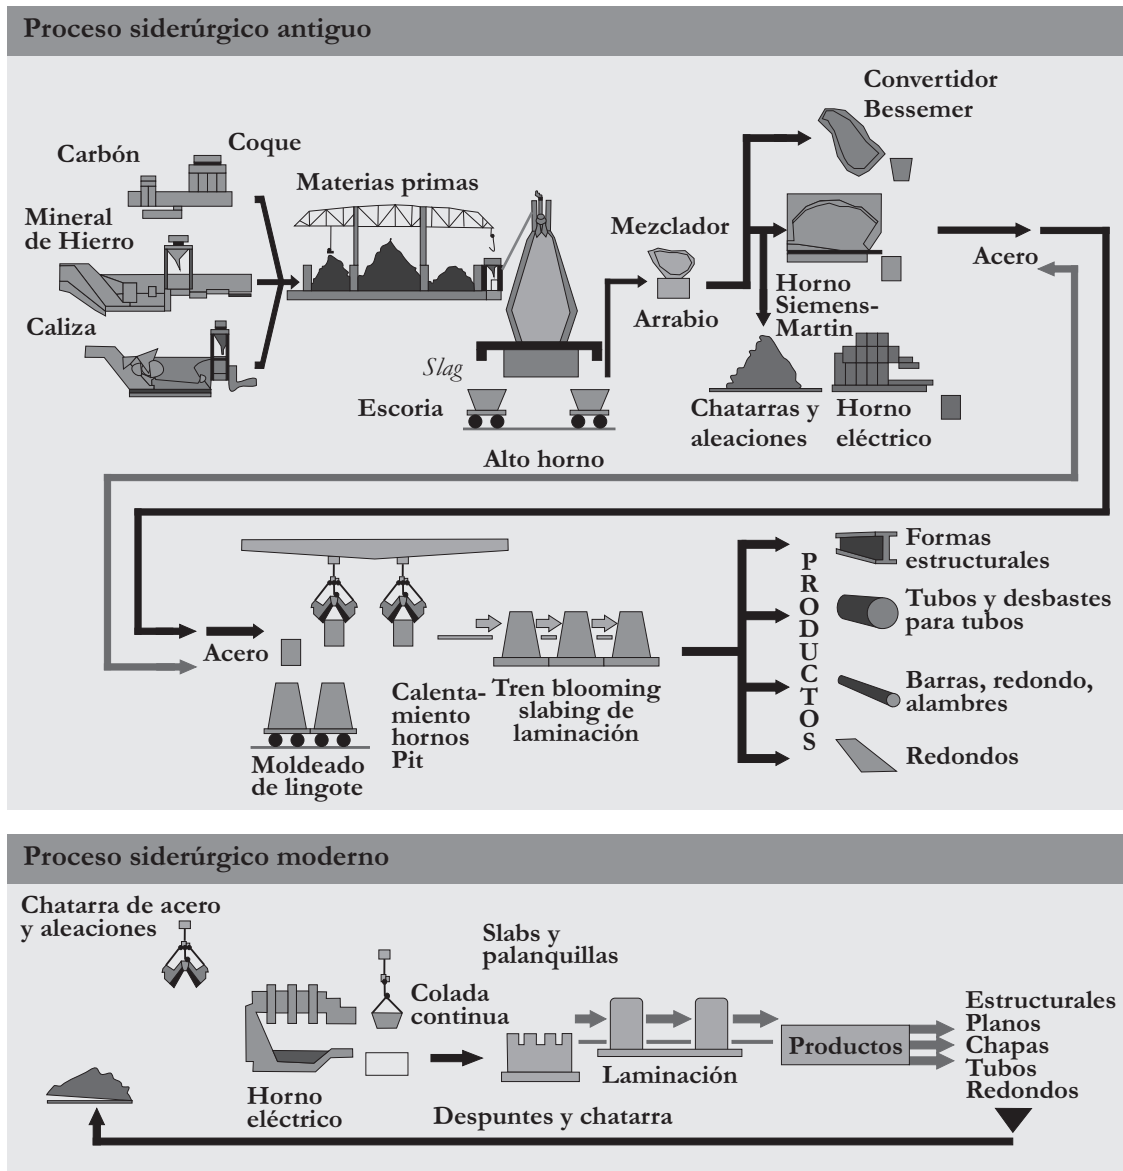 Proceso siderúrgico antiguo
Convertidor
Bessemer
Carbón
Coque
Materias primas
Mineral
de Hierro
Mezclador
Acero
Caliza
Arrabio
Horno
Siemens-
Martin
Slag
Escoria
Chatarras y
aleaciones
Horno
eléctrico
Alto horno
Acero
Moldeado
de lingote
Calenta-
miento
hornos
Pit
Tren blooming
slabing de
laminación
PRODUCTOS
Formas
estructurales
Tubos y desbastes
para tubos
Barras, redondo,
alambres
Redondos
Proceso siderúrgico moderno
Chatarra de acero
y aleaciones
Horno
eléctrico
Colada
continua
Slabs y
palanquillas
Laminación
Productos
Estructurales
Planos
Chapas
Tubos
Redondos
Despuntes y chatarra